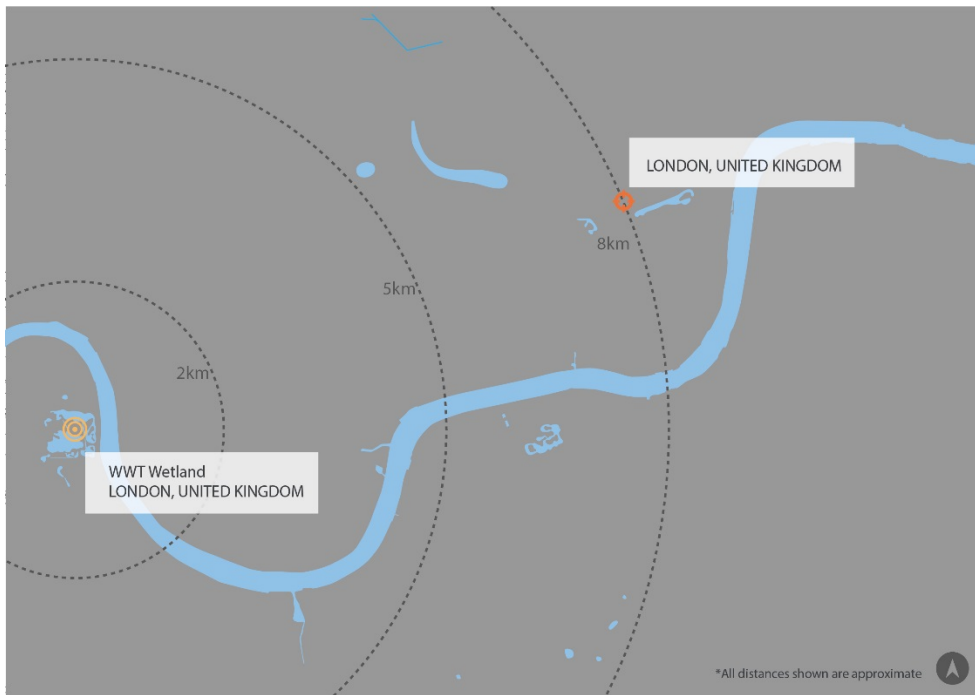 LONDON, UNITED KINGDOM
8km
5km
2km
WWT Wetland
LONDON, UNITED KINGDOM
*All distances shown are approximate